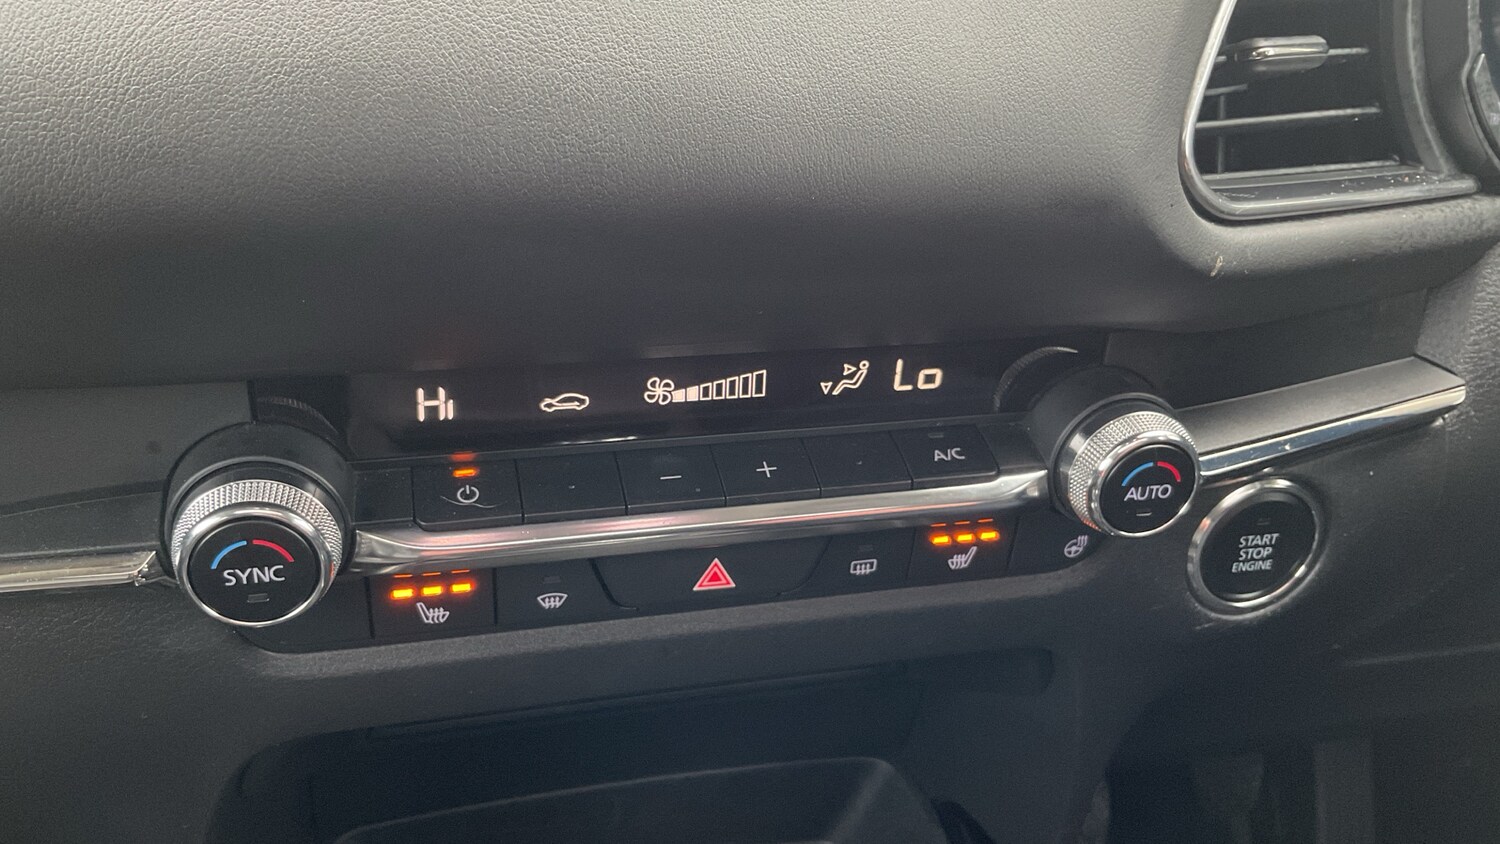 Hi
Lo
A/C
SYNC
AUTO
START
STOP
ENGINE